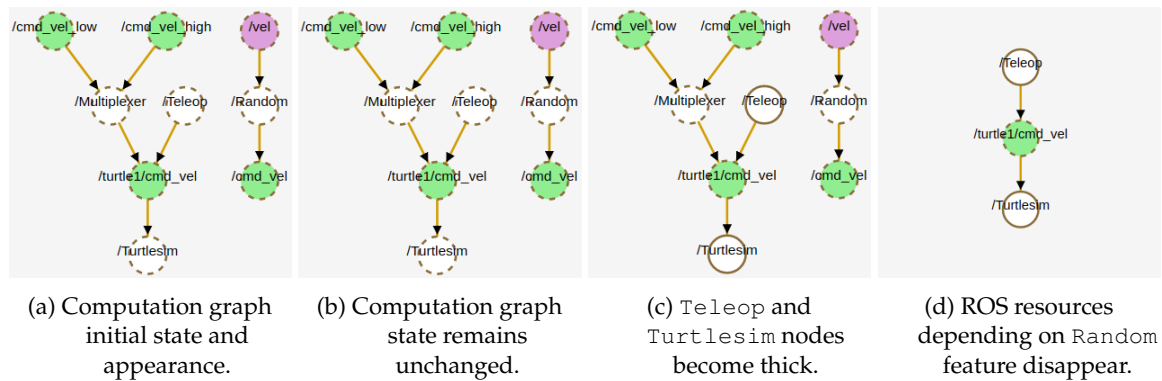 /cmd_vel_low /cmd_vel_high /vel
/Multiplexer /Teleop /Random
/turtle1/cmd_vel /cmd_vel
/Turtlesim
/cmd_vel_low /cmd_vel_high /vel
/Multiplexer /Teleop /Random
/turtle1/cmd_vel /cmd_vel
/Turtlesim
/cmd_vel_low /cmd_vel_high /vel
/Multiplexer /Teleop /Random
/turtle1/cmd_vel /cmd_vel
/Turtlesim
/Teleop
/turtle1/cmd_vel
/Turtlesim
(a) Computation graph
initial state and
appearance.
(b) Computation graph
state remains
unchanged.
(c) Teleop and
Turtlesim nodes
become thick.
(d) ROS resources
depending on Random
feature disappear.